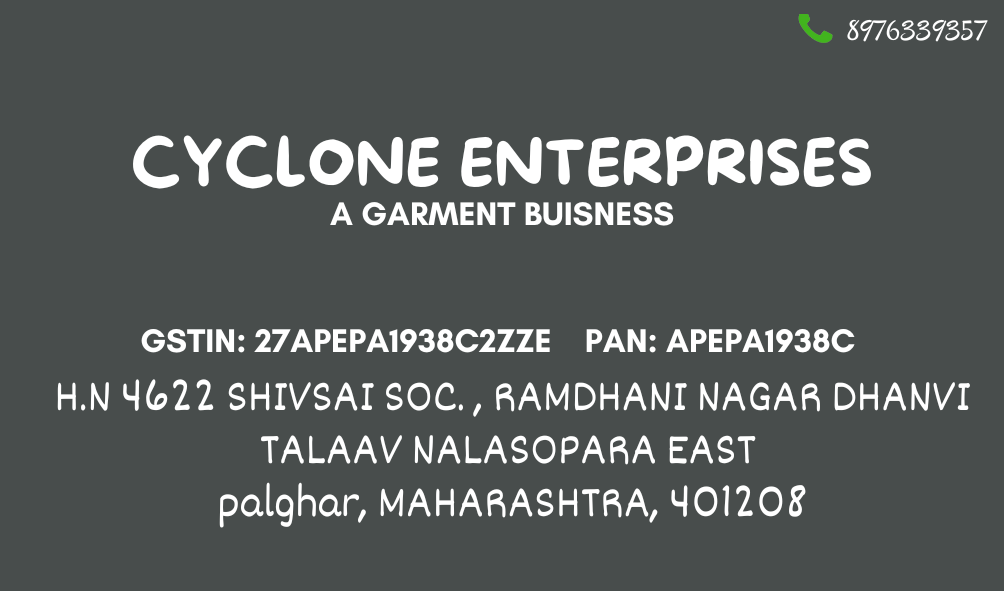 8976339357
CYCLONE ENTERPRISES
A GARMENT BUISNESS
GSTIN: 27APEPA1938C2ZZE PAN: APEPA1938C
H.N 4622 SHIVSAI SOC. , RAMDHANI NAGAR DHANVI
TALAAV NALASOPARA EAST
palghar, MAHARASHTRA, 401208